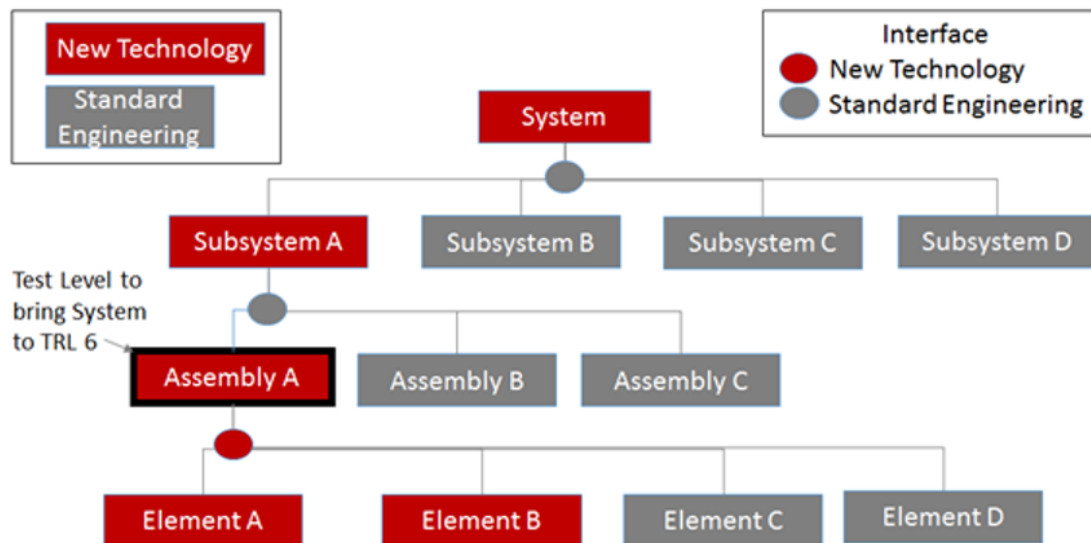 New Technology
Standard
Engineering
Interface
New Technology
Standard Engineering
System
Subsystem A
Subsystem B
Subsystem C
Subsystem D
Test Level to
bring System
to TRL 6
Assembly A
Assembly B
Assembly C
Element A
Element B
Element C
Element D